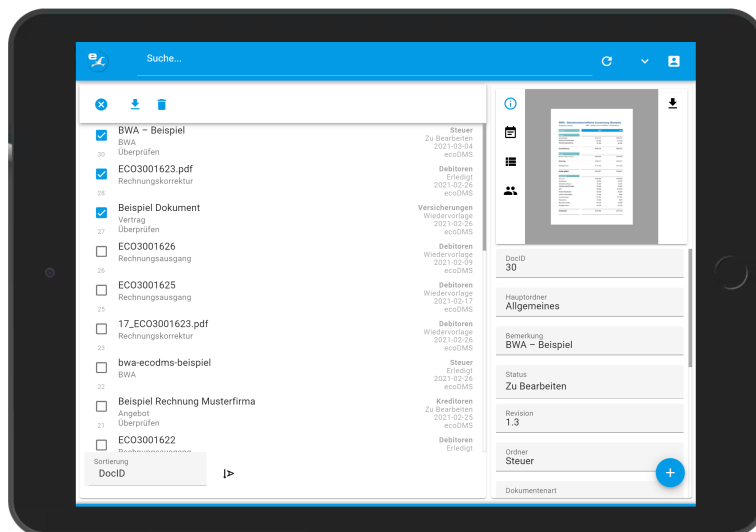 Suche...
BWA – Beispiel
BWA
Überprüfen
30
Steuer
Zu Bearbeiten
2021-03-04
ecoDMS
ECO3001623.pdf
Rechnungskorrektur
28
Debitoren
Erledigt
2021-02-26
ecoDMS
Beispiel Dokument
Vertrag
Überprüfen
27
Versicherungen
Wiedervorlage
2021-02-26
ecoDMS
ECO3001626
Rechnungsausgang
26
Debitoren
Wiedervorlage
2021-02-09
ecoDMS
ECO3001625
Rechnungsausgang
25
Debitoren
Wiedervorlage
2021-02-17
ecoDMS
17_ECO3001623.pdf
Rechnungskorrektur
23
Debitoren
Wiedervorlage
2021-02-26
ecoDMS
bwa-ecodms-beispiel
BWA
22
Steuer
Erledigt
2021-02-26
ecoDMS
Beispiel Rechnung Musterfirma
Angebot
Überprüfen
21
Kreditoren
Zu Bearbeiten
2021-02-25
ecoDMS
ECO3001622
Rechnungsausgang
Debitoren
Erledigt
Sortierung
DocID
DocID
30
Hauptordner
Allgemeines
Bemerkung
BWA – Beispiel
Status
Zu Bearbeiten
Revision
1.3
Ordner
Steuer
Dokumentenart